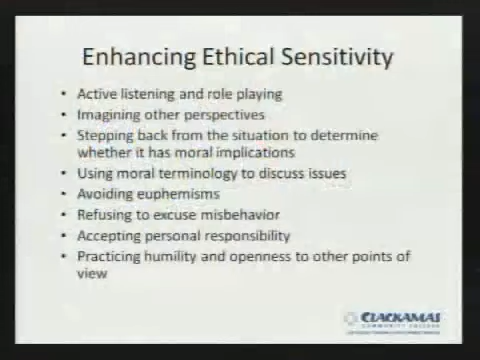 Enhancing Ethical Sensitivity
• Active listening and role playing
• Imagining other perspectives
• Stepping back from the situation to determine
whether it has moral implications
• Using moral terminology to discuss issues
• Avoiding euphemisms
• Refusing to excuse misbehavior
• Accepting personal responsibility
• Practicing humility and openness to other points of
view
CLACKAMAS
COMMUNITY COLLEGE